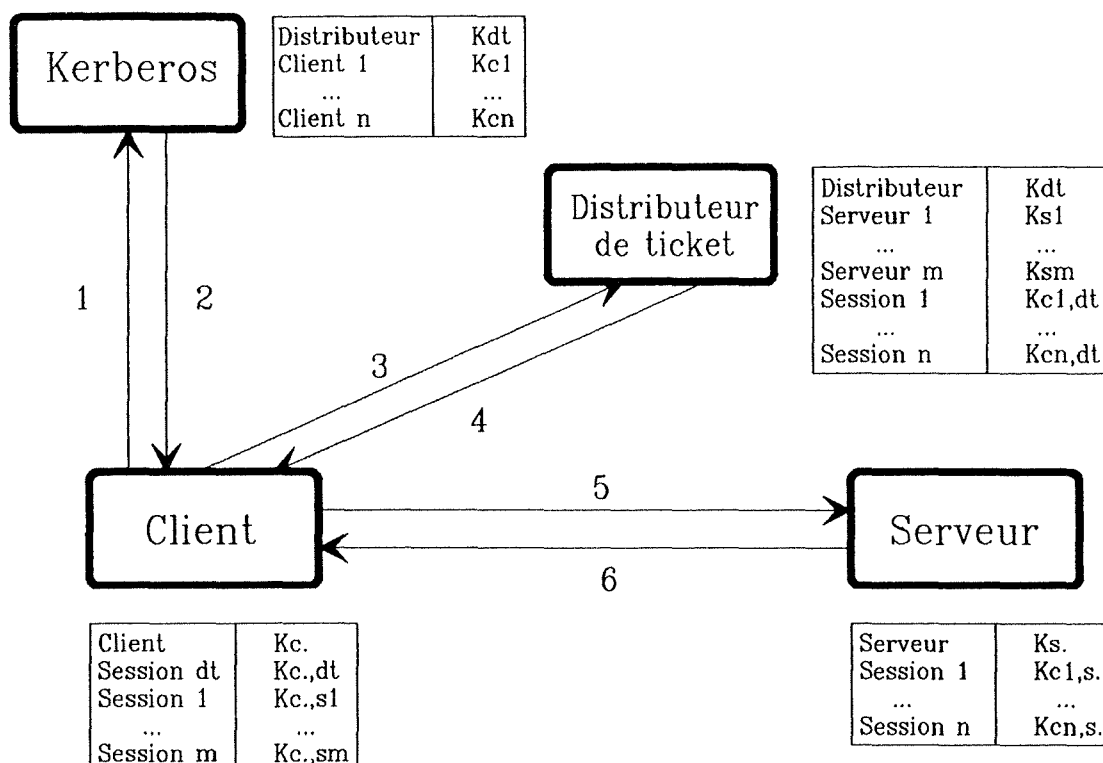 Kerberos
Distributeur Kdt
Client 1 Kc1
... ...
Client n Kcn
Distributeur
de ticket
Distributeur Kdt
Serveur 1 Ks1
... ...
Serveur m Ksm
Session 1 Kc1,dt
... ...
Session n Kcn,dt
1
2
3
4
Client
5
6
Serveur
Client Kc.
Session dt Kc.,dt
Session 1 Kc.,s1
... ...
Session m Kc.,sm
Serveur Ks.
Session 1 Kc1,s.
... ...
Session n Kcn,s.